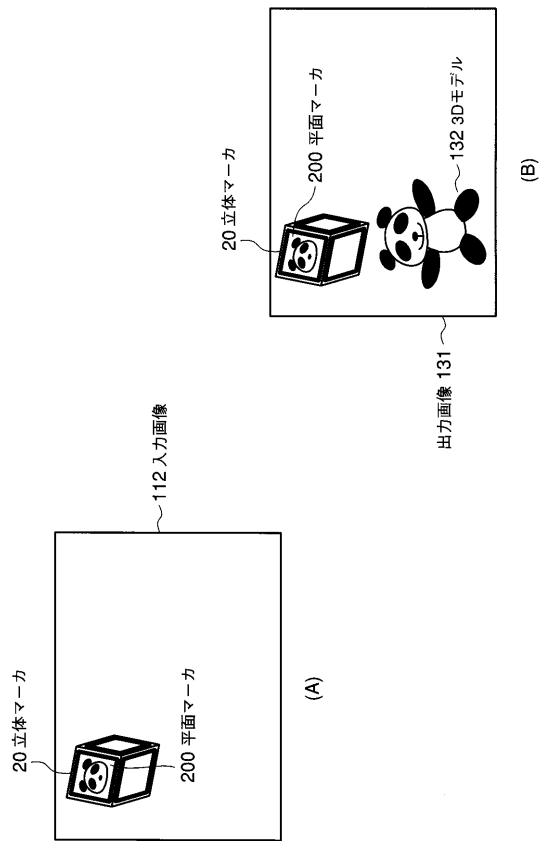 20 立体マーカ
200 平面マーカ
112 入力画像
(A)
20 立体マーカ
200 平面マーカ
132 3Dモデル
出力画像 131
(B)